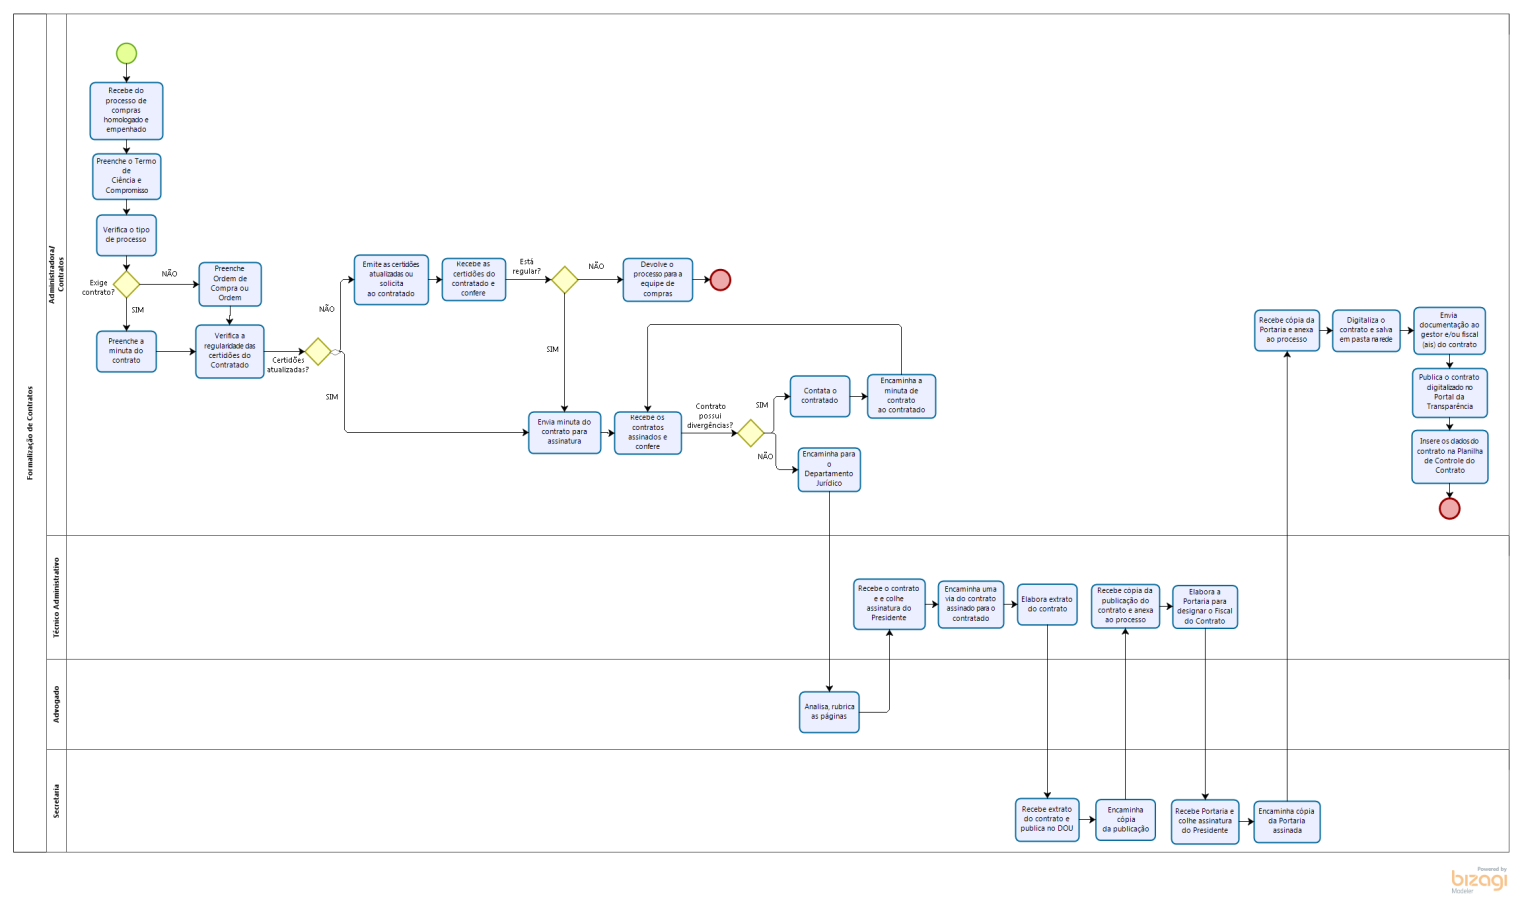 Formalização de Contratos
Administradora/
Contratos
Recebe do
processo de
compras
homologado e
empenhado
Preenche o Termo
de
Ciência e
Compromisso
Verifica o tipo
de processo
Exige
contrato?
NÃO
SIM
Preenche
Ordem de
Compra ou
Ordem
Preenche a
minuta do
contrato
Verifica a
regularidade das
certidões do
Contratado
Certidões
atualizadas?
NÃO
SIM
Emite as certidões
atualizadas ou
solicita
ao contratado
Recebe as
certidões do
contratado e
confere
Está
regular?
NÃO
SIM
Devolve o
processo para a
equipe de
compras
Envia minuta do
contrato para
assinatura
Recebe os
contratos
assinados e
confere
Contrato
possui
divergências?
SIM
NÃO
Contata o
contratado
Encaminha a
minuta de
contrato
ao contratado
Encaminha para
o
Departamento
Jurídico
Recebe cópia da
Portaria e anexa
ao processo
Digitaliza o
contrato e salva
em pasta na rede
Envia
documentação ao
gestor e/ou fiscal
(ais) do contrato
Publica o contrato
digitalizado no
Portal da
Transparência
Insere os dados do
contrato na Planilha
de Controle do
Contrato
Técnico Administrativo
Recebe o contrato
e e colhe
assinatura do
Presidente
Encaminha uma
via do contrato
assinado para o
contratado
Elabora extrato
do contrato
Recebe cópia da
publicação do
contrato e anexa
ao processo
Elabora a
Portaria para
designar o Fiscal
do Contrato
Advogado
Analisa, rubrica
as páginas
Secretaria
Recebe extrato
do contrato e
publica no DOU
Encaminha
cópia
da publicação
Recebe Portaria e
colhe assinatura
do Presidente
Encaminha cópia
da Portaria
assinada
Powered by
bizagi
Modeler